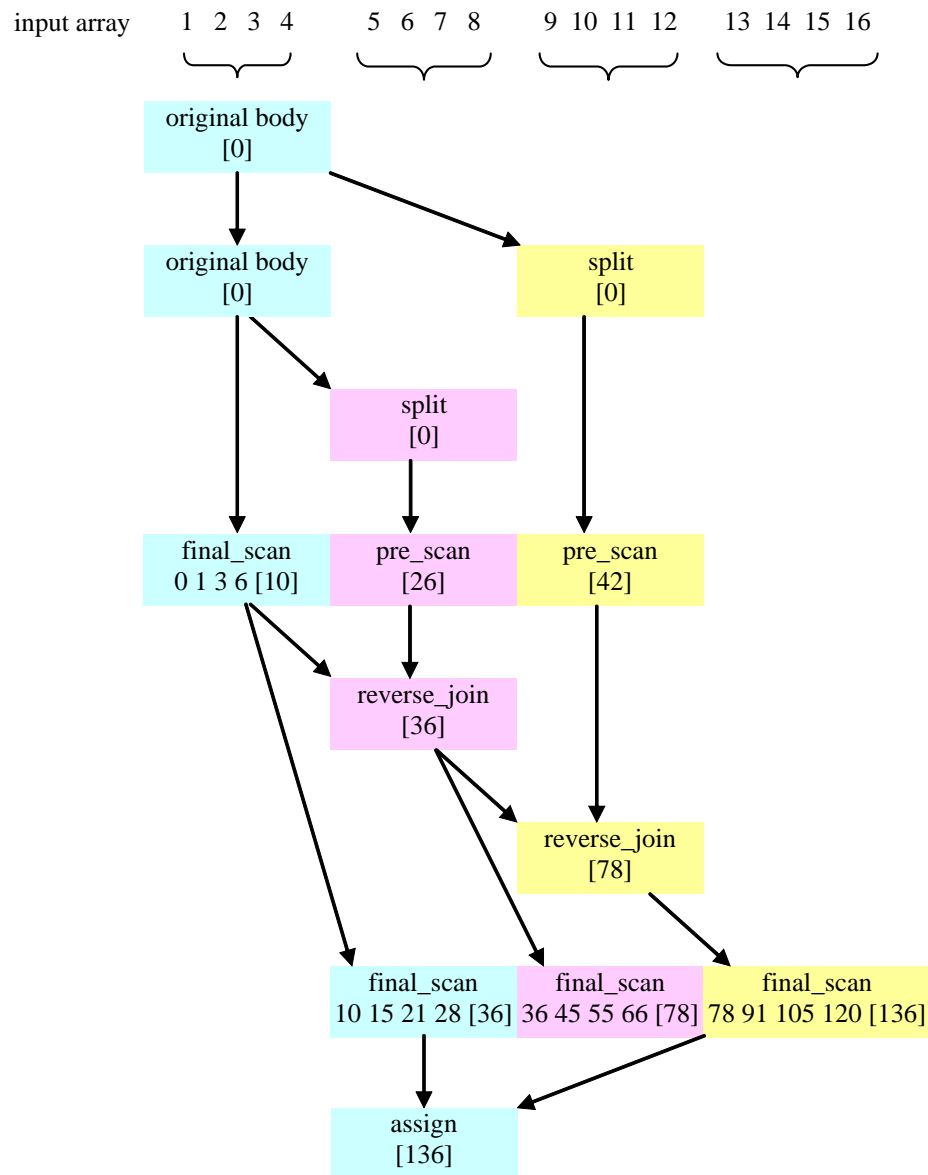 input array 1 2 3 4 5 6 7 8 9 10 11 12 13 14 15 16
original body
[0]
original body
[0]
split
[0]
split
[0]
final_scan
0 1 3 6 [10]
pre_scan
[26]
pre_scan
[42]
reverse_join
[36]
reverse_join
[78]
final_scan
10 15 21 28 [36]
final_scan
36 45 55 66 [78]
final_scan
78 91 105 120 [136]
assign
[136]